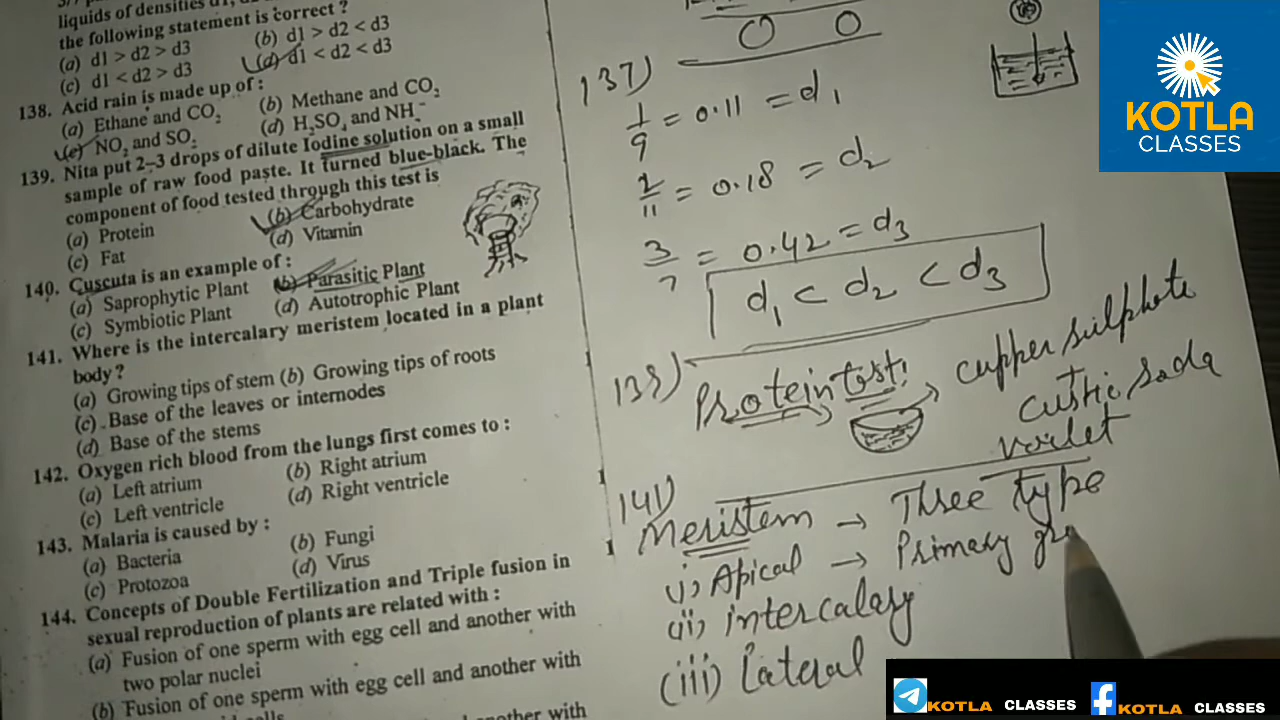 liquids of densities d1,
the following statement is correct ?
(a) d1 > d2 > d3 (b) d1 > d2 < d3
(c) d1 < d2 > d3 (d) d1 < d2 < d3
138. Acid rain is made up of :
(a) Ethane and CO2 (b) Methane and CO2
(c) NO2 and SO2 (d) H2SO4 and NH4-
139. Nita put 2–3 drops of dilute Iodine solution on a small
sample of raw food paste. It turned blue-black. The
component of food tested through this test is
(a) Protein (b) Carbohydrate
(c) Fat (d) Vitamin
140. Cuscuta is an example of :
(a) Saprophytic Plant (b) Parasitic Plant
(c) Symbiotic Plant (d) Autotrophic Plant
141. Where is the intercalary meristem located in a plant
body ?
(a) Growing tips of stem (b) Growing tips of roots
(c) Base of the leaves or internodes
(d) Base of the stems
142. Oxygen rich blood from the lungs first comes to :
(a) Left atrium (b) Right atrium
(c) Left ventricle (d) Right ventricle
143. Malaria is caused by :
(a) Bacteria (b) Fungi
(c) Protozoa (d) Virus
144. Concepts of Double Fertilization and Triple fusion in
sexual reproduction of plants are related with :
(a) Fusion of one sperm with egg cell and another with
two polar nuclei
(b) Fusion of one sperm with egg cell and another with
another with
137)
1/9 = 0.11 = d1
2/11 = 0.18 = d2
3/7 = 0.42 = d3
d1 < d2 < d3
Protein test:
cupper sulphete
custic soda
voilet
141)
Meristem → Three type
(i) Apical → Primary gro
(ii) intercalary
(iii) Lateral
KOTLA
CLASSES
KOTLA CLASSES
KOTLA CLASSES